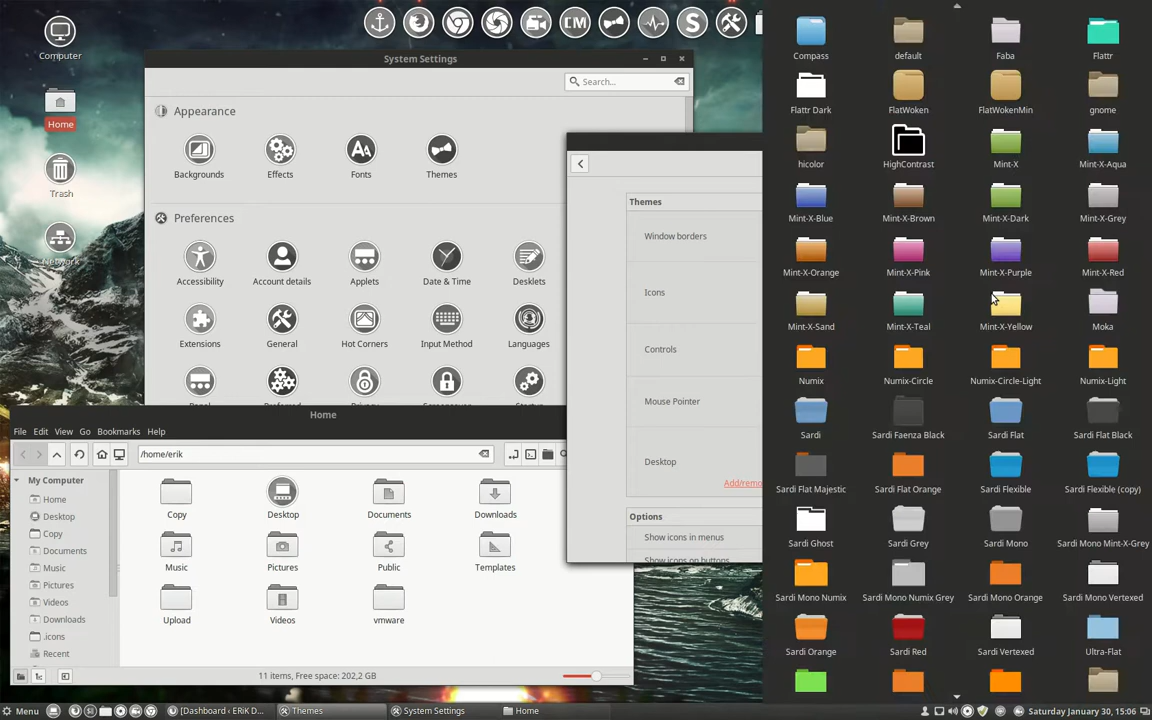 Computer
Home
Trash
Network
CM
S
System Settings
Search...
Appearance
Backgrounds
Effects
Fonts
Themes
Preferences
Accessibility
Account details
Applets
Date & Time
Desklets
Extensions
General
Hot Corners
Input Method
Languages
Home
File Edit View Go Bookmarks Help
/home/erik
My Computer
Home
Desktop
Copy
Documents
Music
Pictures
Videos
Downloads
.icons
Recent
Copy
Desktop
Documents
Downloads
Music
Pictures
Public
Templates
Upload
Videos
vmware
11 items, Free space: 202,2 GB
Themes
Window borders
Icons
Controls
Mouse Pointer
Desktop
Options
Show icons in menus
Show icons on buttons
Compass
default
Faba
Flattr
Flattr Dark
FlatWoken
FlatWokenMin
gnome
hicolor
HighContrast
Mint-X
Mint-X-Aqua
Mint-X-Blue
Mint-X-Brown
Mint-X-Dark
Mint-X-Grey
Mint-X-Orange
Mint-X-Pink
Mint-X-Purple
Mint-X-Red
Mint-X-Sand
Mint-X-Teal
Mint-X-Yellow
Moka
Numix
Numix-Circle
Numix-Circle-Light
Numix-Light
Sardi
Sardi Faenza Black
Sardi Flat
Sardi Flat Black
Sardi Flat Majestic
Sardi Flat Orange
Sardi Flexible
Sardi Flexible (copy)
Sardi Ghost
Sardi Grey
Sardi Mono
Sardi Mono Mint-X-Grey
Sardi Mono Numix
Sardi Mono Numix Grey
Sardi Mono Orange
Sardi Mono Vertexed
Sardi Orange
Sardi Red
Sardi Vertexed
Ultra-Flat
Menu
[Dashboard ‹ ERiK D...
Themes
System Settings
Home
Saturday January 30, 15:06